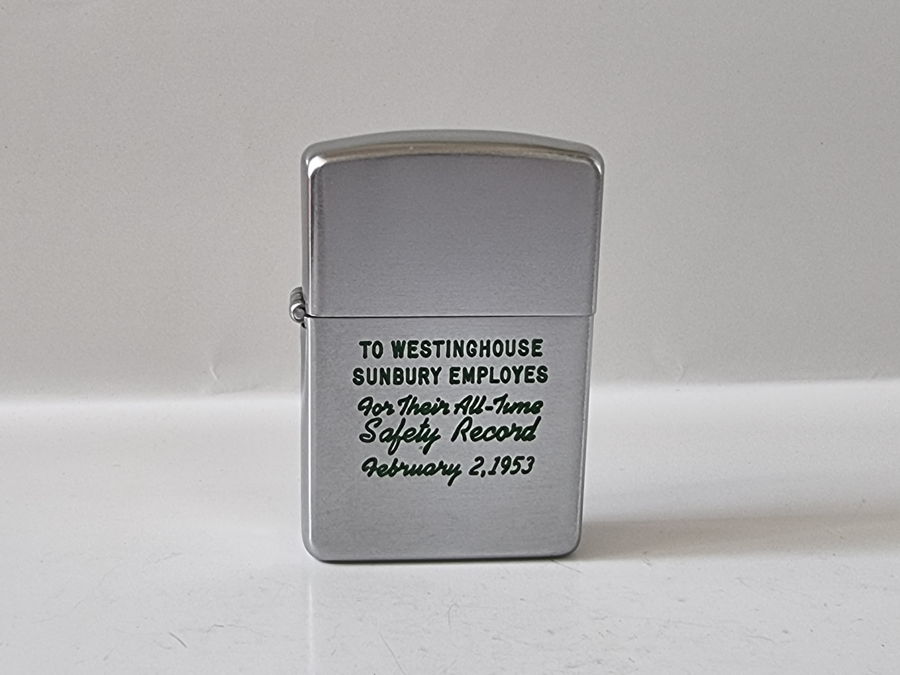 TO WESTINGHOUSE
SUNBURY EMPLOYES
For Their All-Time
Safety Record
February 2,1953